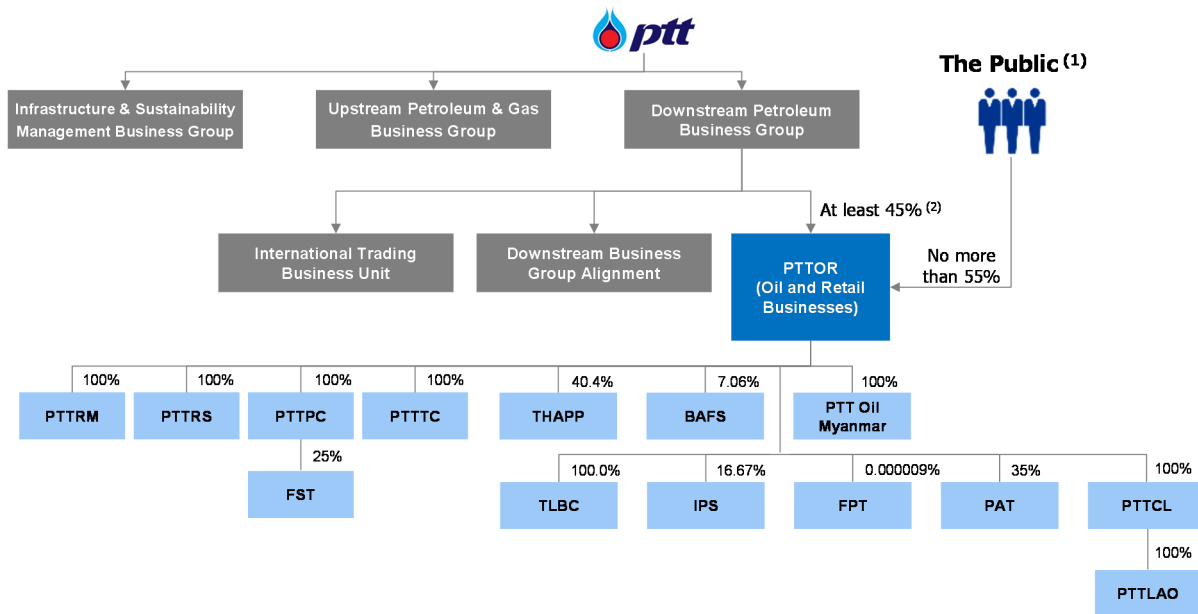 ptt
The Public (1)
Infrastructure & Sustainability
Management Business Group
Upstream Petroleum & Gas
Business Group
Downstream Petroleum
Business Group
At least 45% (2)
International Trading
Business Unit
Downstream Business
Group Alignment
PTTOR
(Oil and Retail
Businesses)
No more
than 55%
100%
100%
100%
100%
40.4%
7.06%
100%
PTTRM
PTTRS
PTTPC
PTTTC
THAPP
BAFS
PTT Oil
Myanmar
25%
FST
100.0%
16.67%
0.000009%
35%
100%
TLBC
IPS
FPT
PAT
PTTCL
100%
PTTLAO